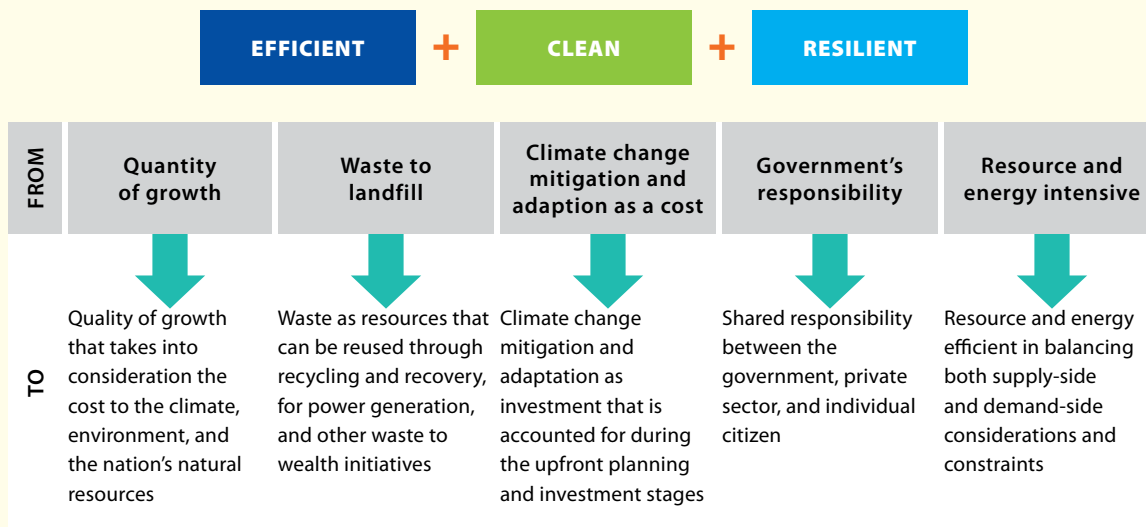 EFFICIENT + CLEAN + RESILIENT
FROM
Quantity
of growth
Waste to
landfill
Climate change
mitigation and
adaption as a cost
Government's
responsibility
Resource and
energy intensive
TO
Quality of growth
that takes into
consideration the
cost to the climate,
environment, and
the nation's natural
resources
Waste as resources that
can be reused through
recycling and recovery,
for power generation,
and other waste to
wealth initiatives
Climate change
mitigation and
adaptation as
investment that is
accounted for during
the upfront planning
and investment stages
Shared responsibility
between the
government, private
sector, and individual
citizen
Resource and energy
efficient in balancing
both supply-side
and demand-side
considerations and
constraints